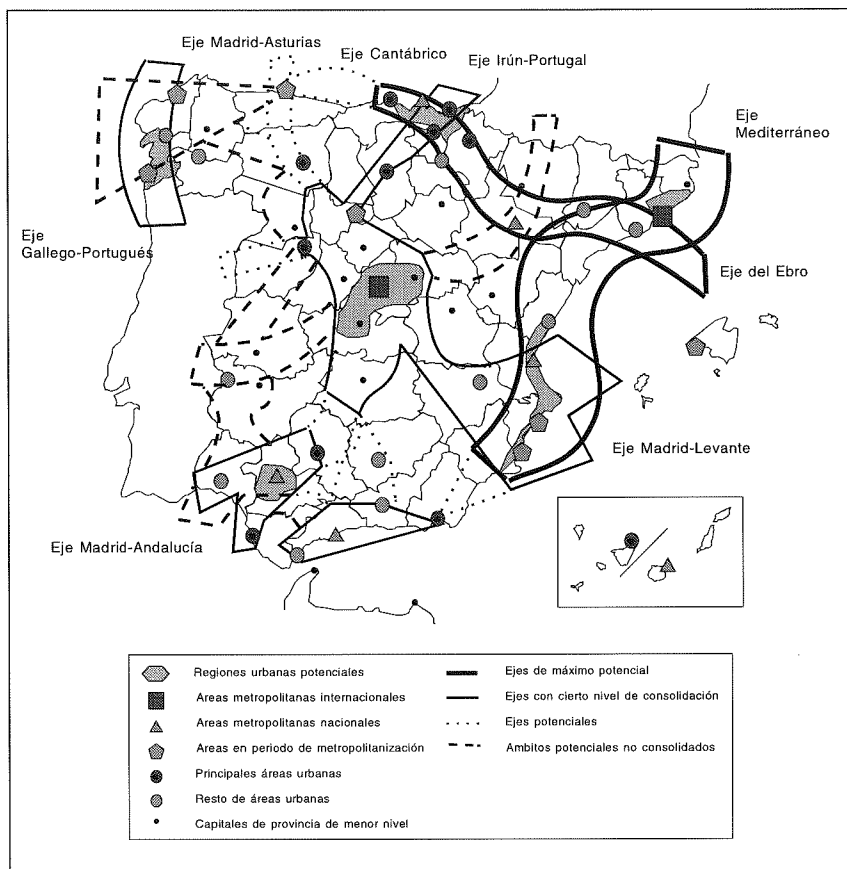 Eje Madrid-Asturias
Eje Cantábrico
Eje Irún-Portugal
Eje
Mediterráneo
Eje
Gallego-Portugués
Eje del Ebro
Eje Madrid-Levante
Eje Madrid-Andalucía
Regiones urbanas potenciales
Areas metropolitanas internacionales
Areas metropolitanas nacionales
Areas en periodo de metropolitanización
Principales áreas urbanas
Resto de áreas urbanas
Capitales de provincia de menor nivel
Ejes de máximo potencial
Ejes con cierto nivel de consolidación
Ejes potenciales
Ambitos potenciales no consolidados